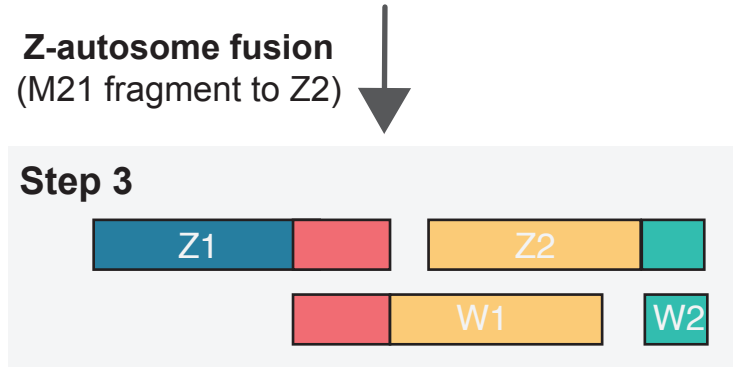 Z-autosome fusion
(M21 fragment to Z2)
Step 3
Z1 Z2
W1 W2